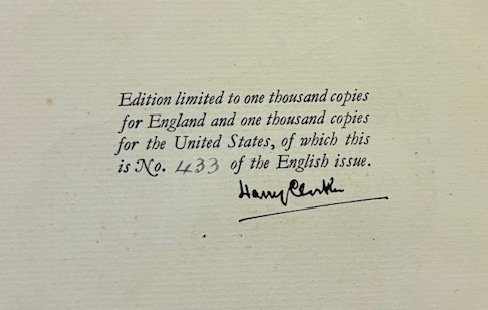 Edition limited to one thousand copies
for England and one thousand copies
for the United States, of which this
is No. 433 of the English issue.
Harry Clarke